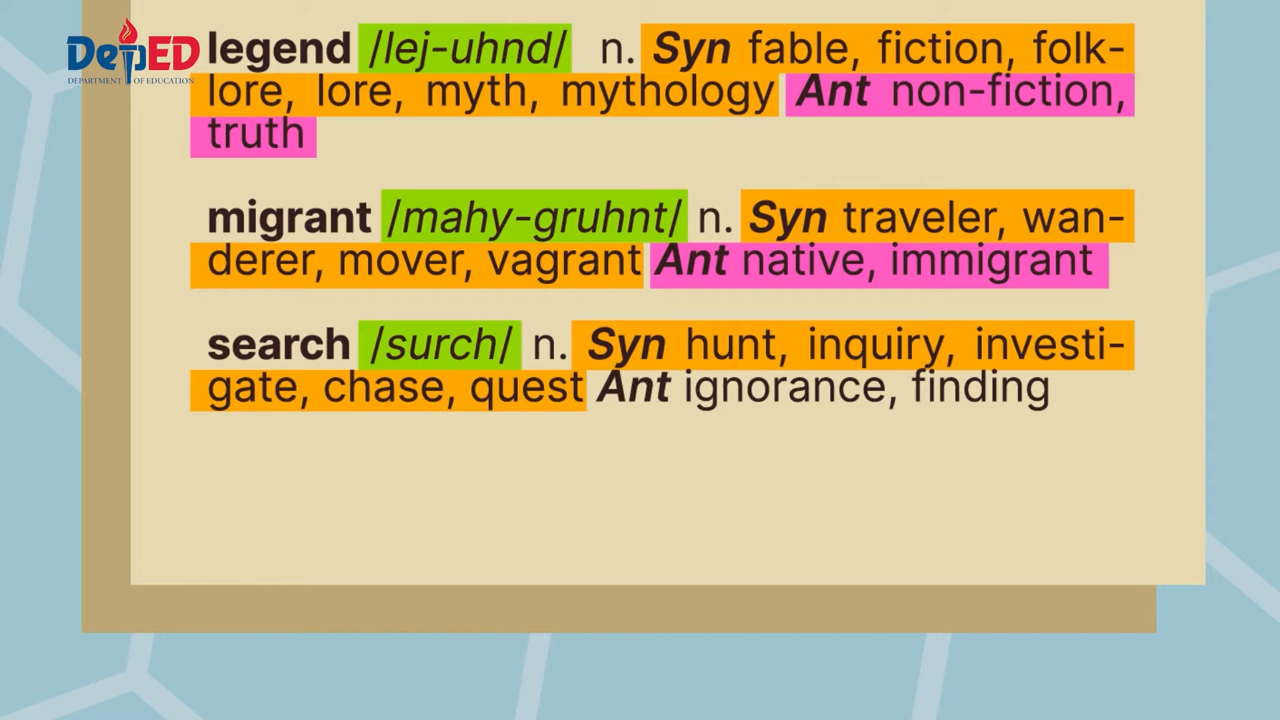 DepED
DEPARTMENT OF EDUCATION
legend /lej-uhnd/ n. Syn fable, fiction, folk-
lore, lore, myth, mythology Ant non-fiction,
truth
migrant /mahy-gruhnt/ n. Syn traveler, wan-
derer, mover, vagrant Ant native, immigrant
search /surch/ n. Syn hunt, inquiry, investi-
gate, chase, quest Ant ignorance, finding